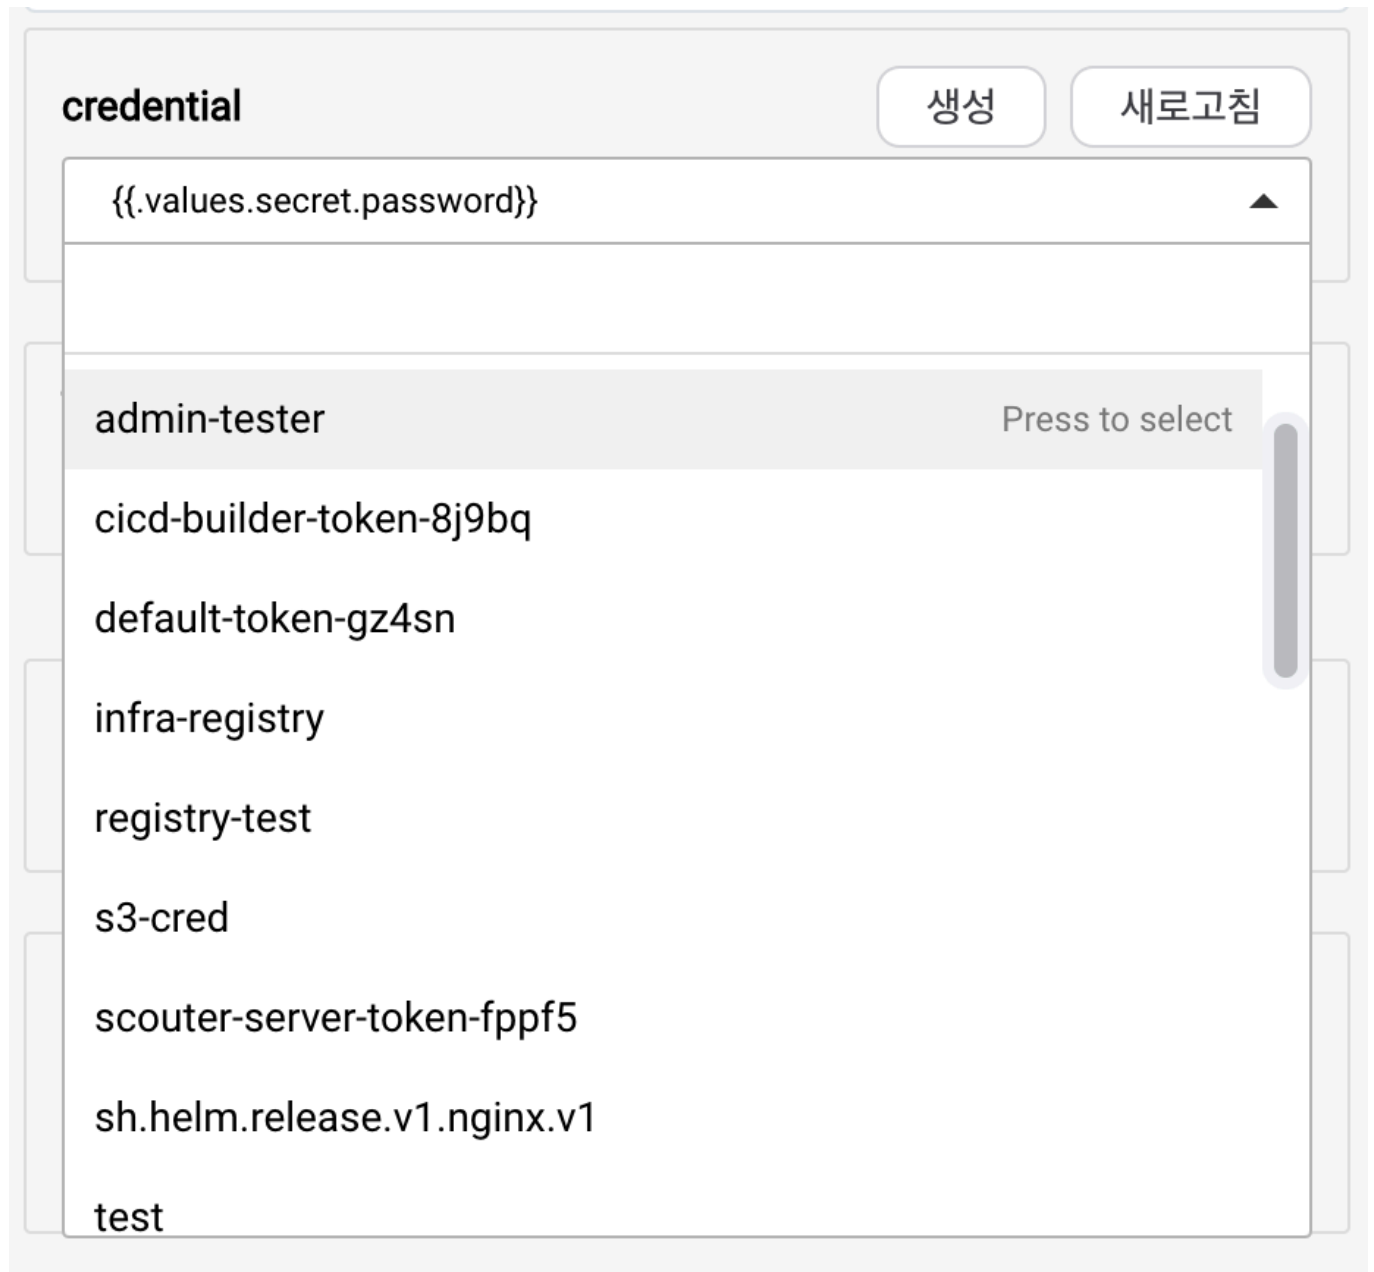 credential 생성 새로고침
{{.values.secret.password}}
admin-tester Press to select
cicd-builder-token-8j9bq
default-token-gz4sn
infra-registry
registry-test
s3-cred
scouter-server-token-fppf5
sh.helm.release.v1.nginx.v1
test